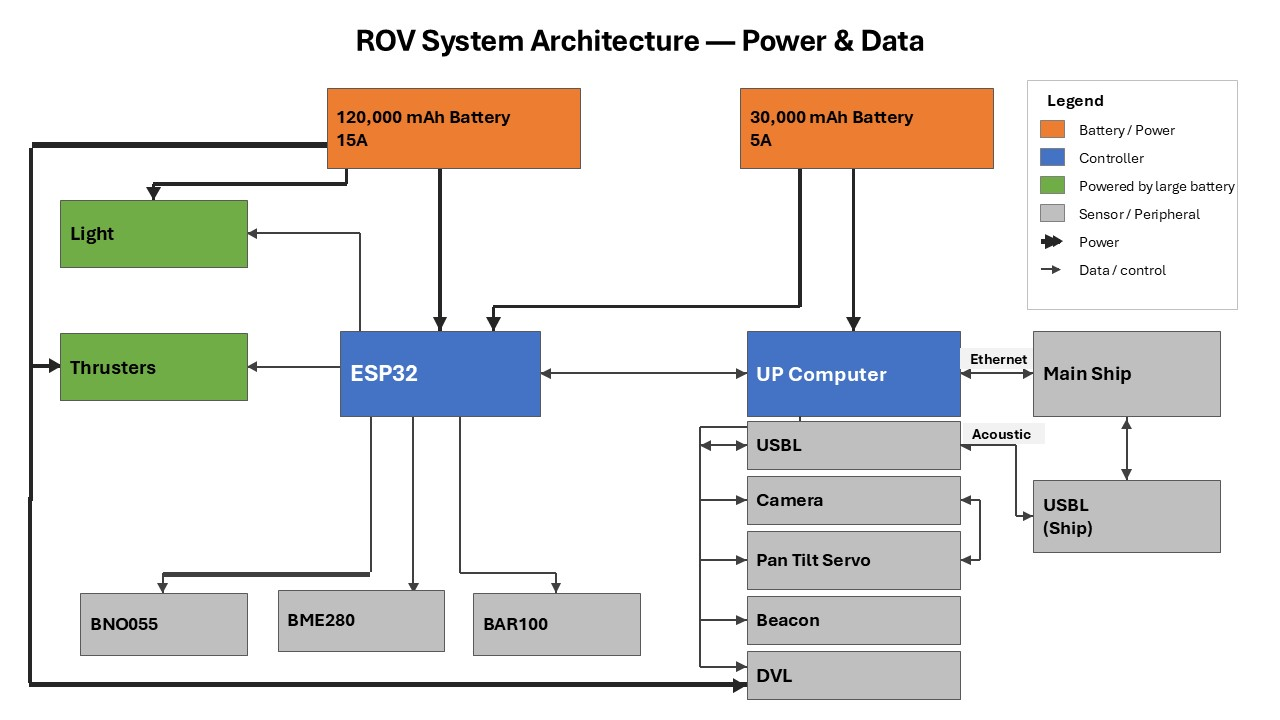 ROV System Architecture — Power & Data
120,000 mAh Battery
15A
30,000 mAh Battery
5A
Legend
Battery / Power
Controller
Powered by large battery
Sensor / Peripheral
Power
Data / control
Light
Thrusters
ESP32
UP Computer
Ethernet
Main Ship
USBL
Acoustic
Camera
USBL
(Ship)
Pan Tilt Servo
BNO055
BME280
BAR100
Beacon
DVL